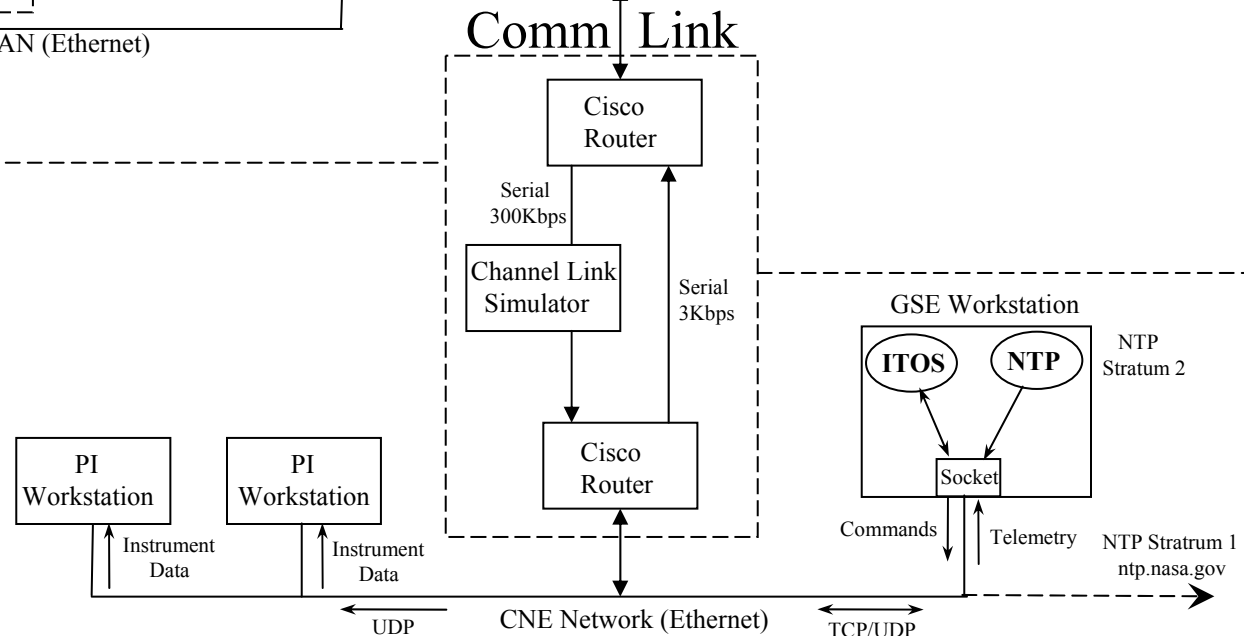 AN (Ethernet)
Comm Link
Cisco
Router
Serial
300Kbps
Channel Link
Simulator
Serial
3Kbps
GSE Workstation
ITOS
NTP
NTP
Stratum 2
PI
Workstation
PI
Workstation
Cisco
Router
Socket
Instrument
Data
Instrument
Data
Commands
Telemetry
NTP Stratrum 1
ntp.nasa.gov
UDP
CNE Network (Ethernet)
TCP/UDP